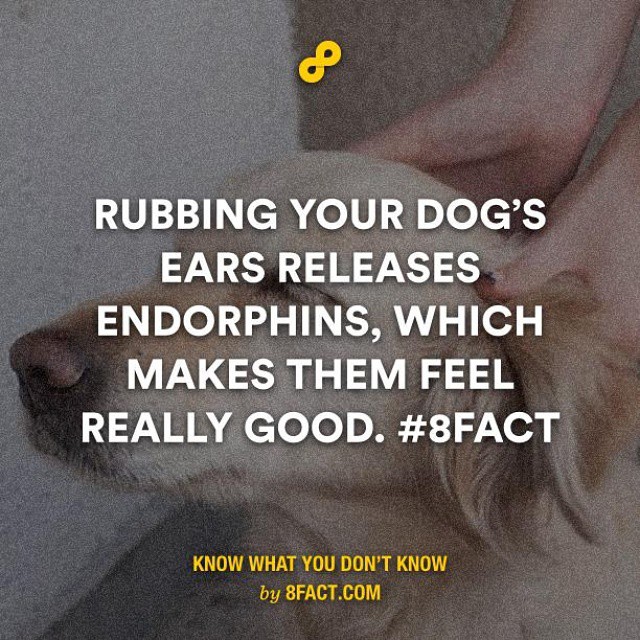 RUBBING YOUR DOG’S
EARS RELEASES
ENDORPHINS, WHICH
MAKES THEM FEEL
REALLY GOOD. #8FACT
KNOW WHAT YOU DON’T KNOW
by 8FACT.COM